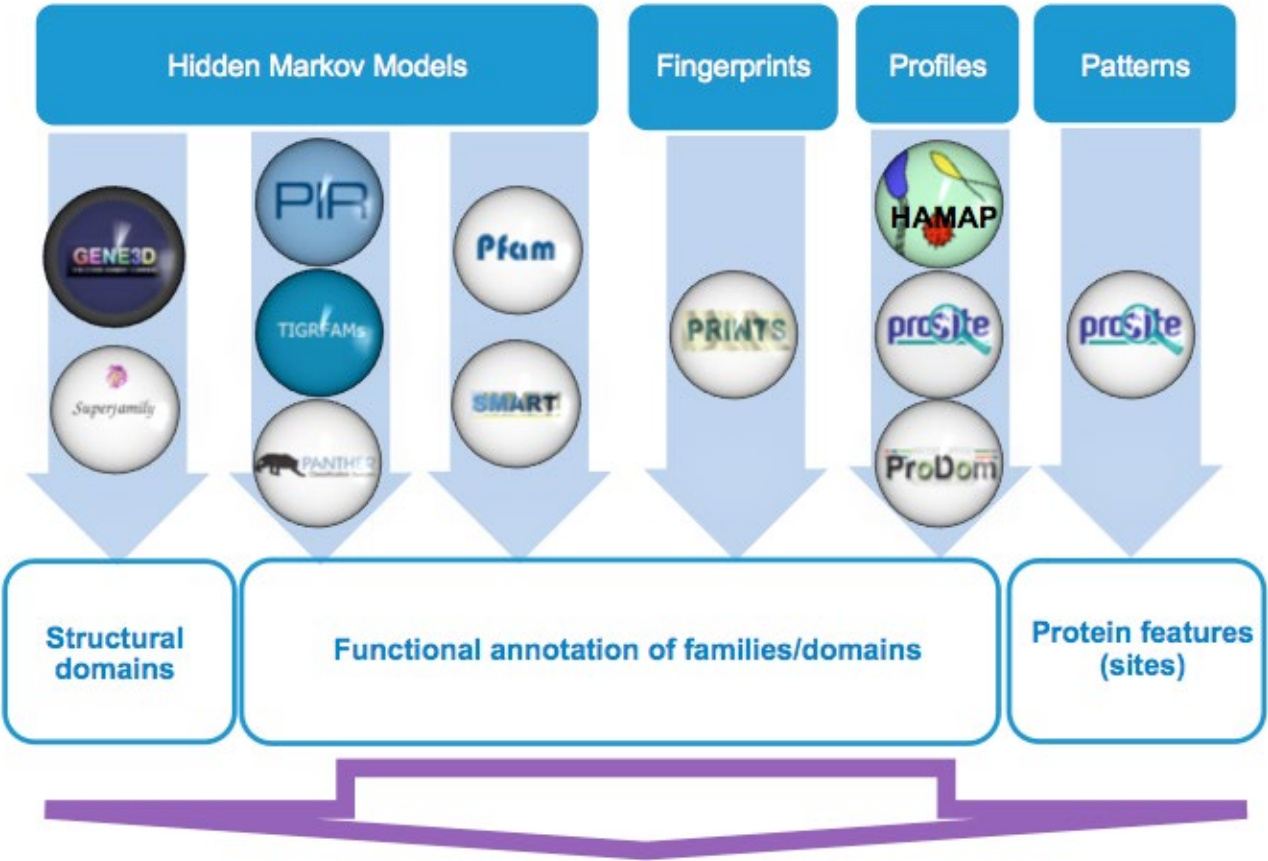 Hidden Markov Models
Fingerprints
Profiles
Patterns
GENE3D
Superfamily
PIR
TIGRFAMs
PANTHER
Pfam
SMART
PRINTS
HAMAP
prosite
ProDom
prosite
Structural
domains
Functional annotation of families/domains
Protein features
(sites)